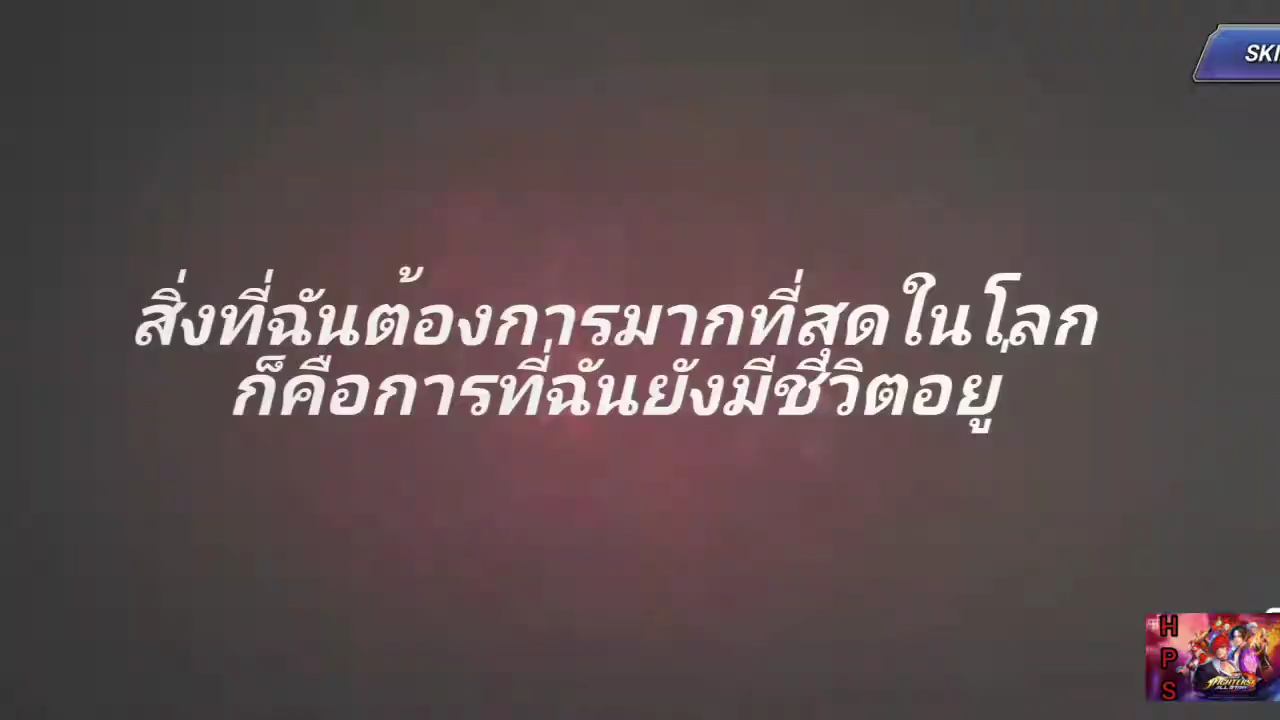 SKI
สิ่งที่ฉันต้องการมากที่สุดในโลก
ก็คือการที่ฉันยังมีชีวิตอยู่
H
P
S
FIGHTERS
ALLSTAR